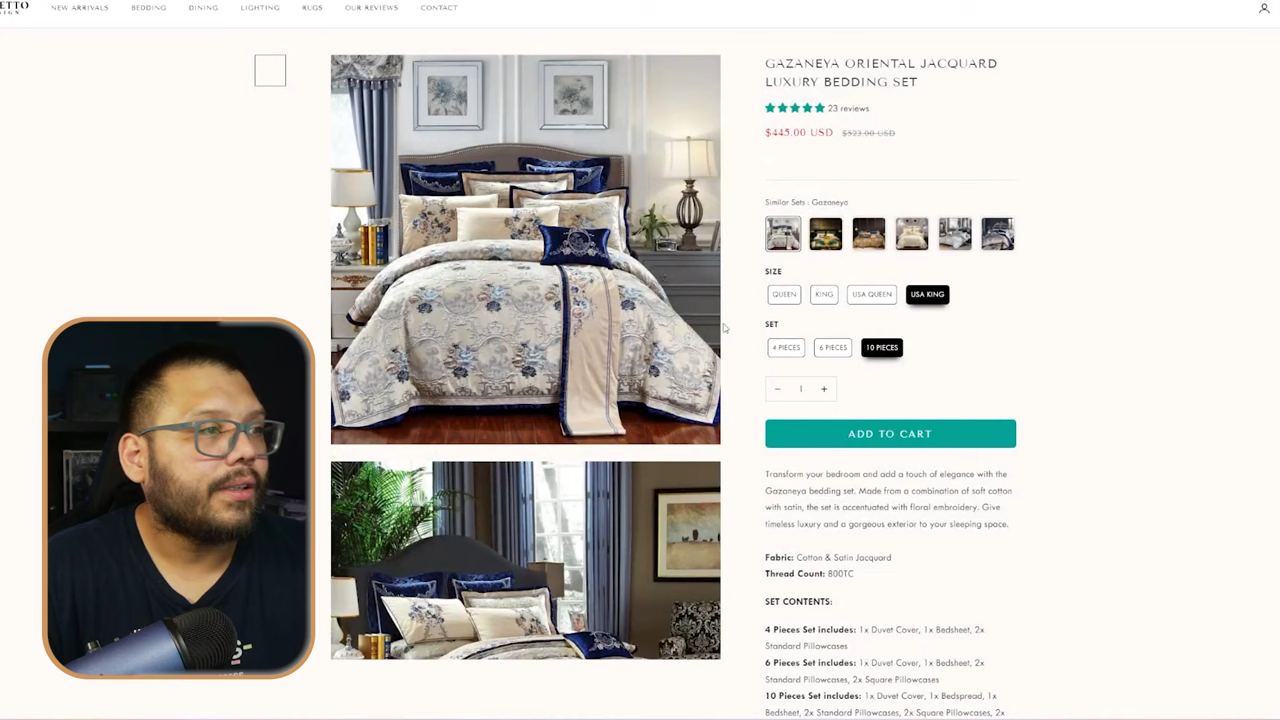 NEW ARRIVALS BEDDING DINING LIGHTING RUGS OUR REVIEWS CONTACT
GAZANEYA ORIENTAL JACQUARD
LUXURY BEDDING SET
23 reviews
$445.00 USD $523.00 USD
Similar Sets : Gazaneya
SIZE
QUEEN KING USA QUEEN USA KING
SET
4 PIECES 6 PIECES 10 PIECES
− 1 +
ADD TO CART
Transform your bedroom and add a touch of elegance with the
Gazaneya bedding set. Made from a combination of soft cotton
with satin, the set is accentuated with floral embroidery. Give
timeless luxury and a gorgeous exterior to your sleeping space.
Fabric: Cotton & Satin Jacquard
Thread Count: 800TC
SET CONTENTS:
4 Pieces Set includes: 1x Duvet Cover, 1x Bedsheet, 2x
Standard Pillowcases
6 Pieces Set includes: 1x Duvet Cover, 1x Bedsheet, 2x
Standard Pillowcases, 2x Square Pillowcases
10 Pieces Set includes: 1x Duvet Cover, 1x Bedspread, 1x
Bedsheet, 2x Standard Pillowcases, 2x Square Pillowcases, 2x